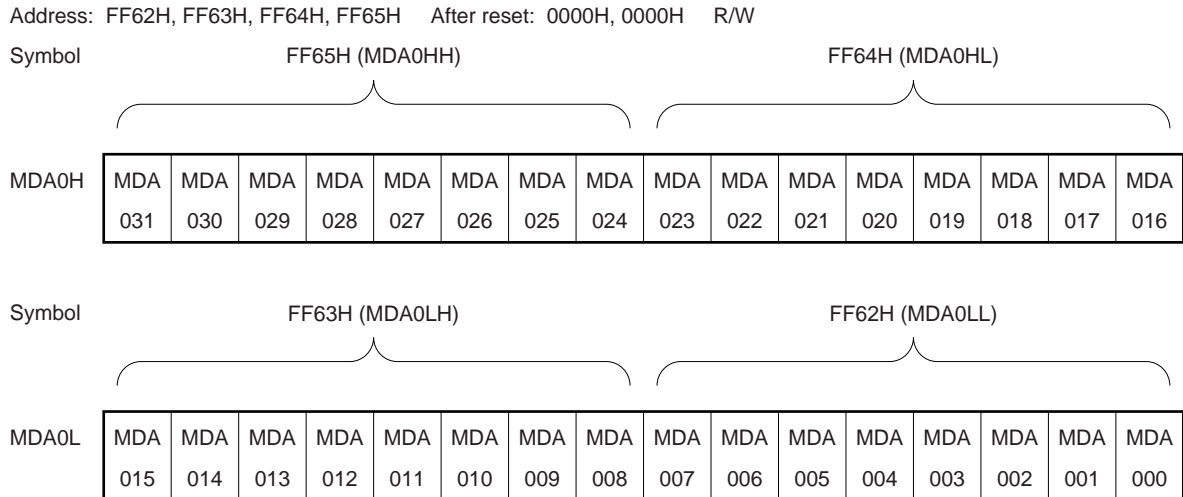 Address: FF62H, FF63H, FF64H, FF65H After reset: 0000H, 0000H R/W
Symbol FF65H (MDA0HH) FF64H (MDA0HL)
MDA0H MDA MDA MDA MDA MDA MDA MDA MDA MDA MDA MDA MDA MDA MDA MDA MDA
031 030 029 028 027 026 025 024 023 022 021 020 019 018 017 016
Symbol FF63H (MDA0LH) FF62H (MDA0LL)
MDA0L MDA MDA MDA MDA MDA MDA MDA MDA MDA MDA MDA MDA MDA MDA MDA MDA
015 014 013 012 011 010 009 008 007 006 005 004 003 002 001 000